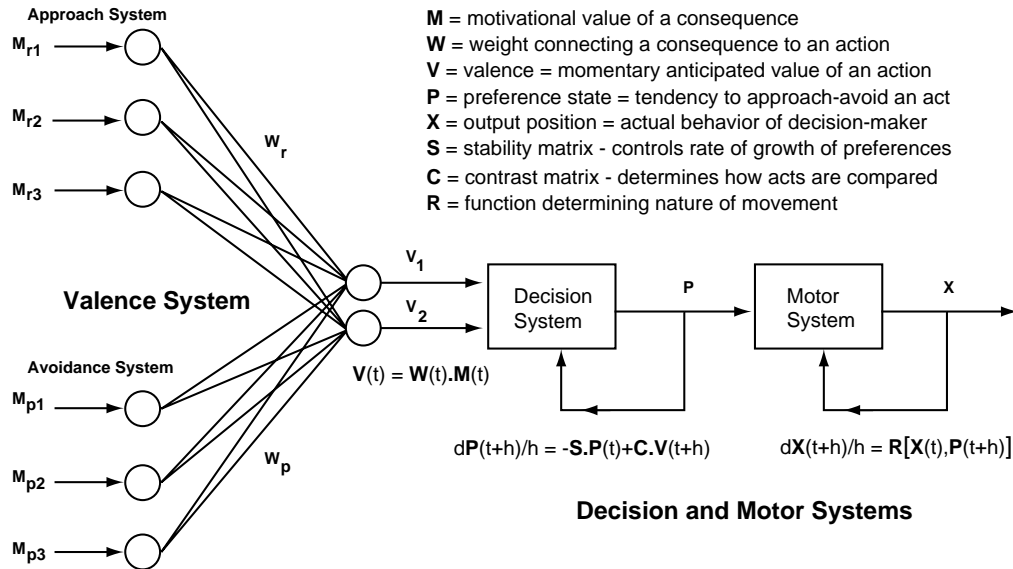 Approach System
M = motivational value of a consequence
W = weight connecting a consequence to an action
V = valence = momentary anticipated value of an action
P = preference state = tendency to approach-avoid an act
X = output position = actual behavior of decision-maker
S = stability matrix - controls rate of growth of preferences
C = contrast matrix - determines how acts are compared
R = function determining nature of movement
Mr1
Mr2
Mr3
Wr
Valence System
V1
V2
Decision
System
P
Motor
System
X
Avoidance System
V(t) = W(t).M(t)
Mp1
Mp2
Mp3
Wp
dP(t+h)/h = -S.P(t)+C.V(t+h)
dX(t+h)/h = R[X(t),P(t+h)]
Decision and Motor Systems